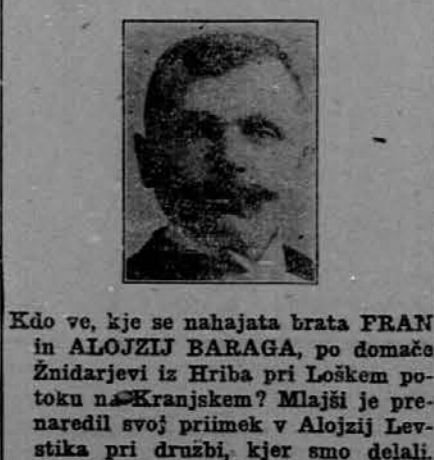 Kdo ve, kje se nahajata brata FRAN
in ALOJZIJ BARAGA, po domače
Žnidarjevi iz Hriba pri Loškem po-
toku na Kranjskem? Mlajši je pre-
naredil svoj priimek v Alojzij Lev-
stika pri družbi, kjer smo delali.